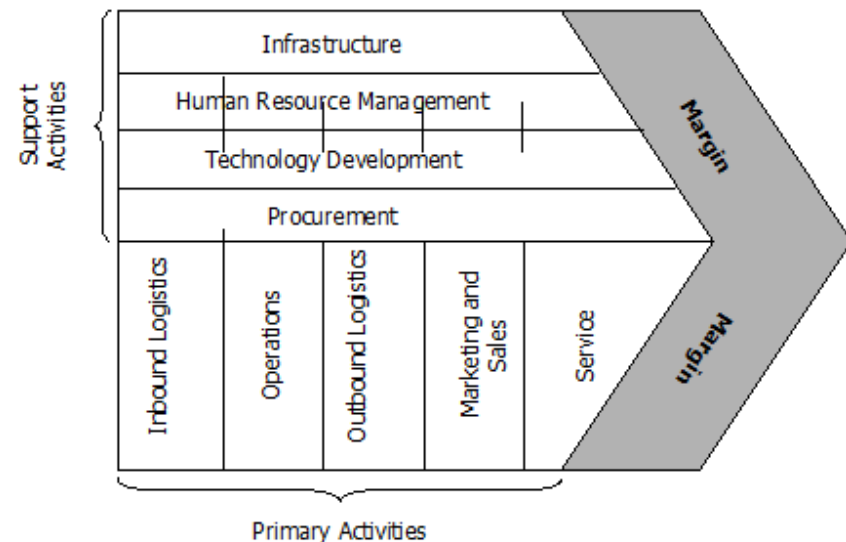 Support
Activities
Infrastructure
Human Resource Management
Technology Development
Procurement
Inbound Logistics
Operations
Outbound Logistics
Marketing and
Sales
Service
Margin
Margin
Primary Activities